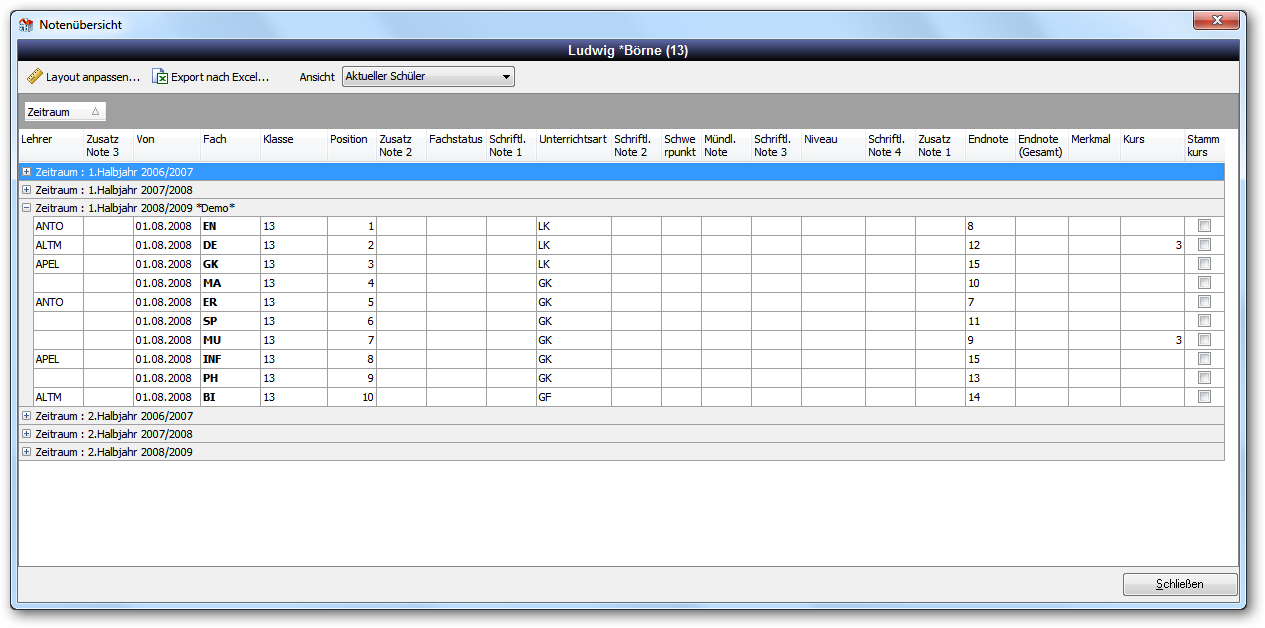 Notenübersicht
Ludwig *Börne (13)
Layout anpassen... Export nach Excel... Ansicht Aktueller Schüler
Zeitraum
Lehrer Zusatz Note 3 Von Fach Klasse Position Zusatz Note 2 Fachstatus Schriftl. Note 1 Unterrichtsart Schriftl. Note 2 Schwe rpunkt Mündl. Note Schriftl. Note 3 Niveau Schriftl. Note 4 Zusatz Note 1 Endnote Endnote (Gesamt) Merkmal Kurs Stamm kurs
Zeitraum : 1.Halbjahr 2006/2007
Zeitraum : 1.Halbjahr 2007/2008
Zeitraum : 1.Halbjahr 2008/2009 *Demo*
ANTO 01.08.2008 EN 13 1 LK 8
ALTM 01.08.2008 DE 13 2 LK 12 3
APEL 01.08.2008 GK 13 3 LK 15
01.08.2008 MA 13 4 GK 10
ANTO 01.08.2008 ER 13 5 GK 7
01.08.2008 SP 13 6 GK 11
01.08.2008 MU 13 7 GK 9 3
APEL 01.08.2008 INF 13 8 GK 15
01.08.2008 PH 13 9 GK 13
ALTM 01.08.2008 BI 13 10 GF 14
Zeitraum : 2.Halbjahr 2006/2007
Zeitraum : 2.Halbjahr 2007/2008
Zeitraum : 2.Halbjahr 2008/2009
Schließen